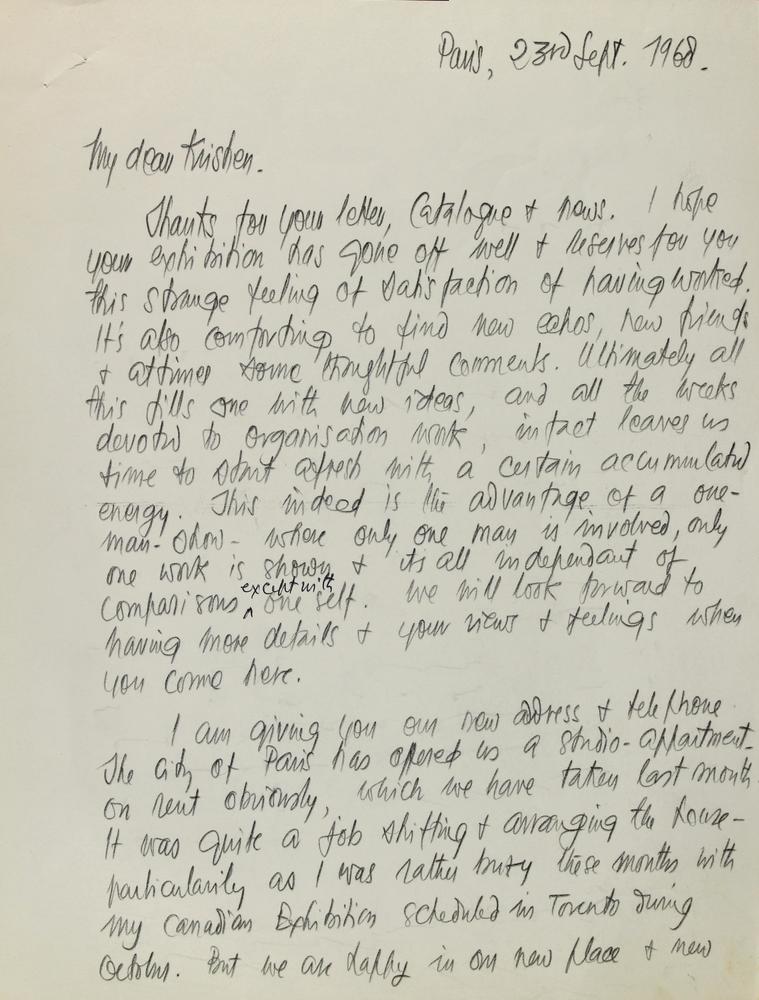 Paris, 23rd Sept. 1968.
My dear Krishen.
Thanks for your letter, Catalogue & news. I hope
your exhibition has gone off well & reserves for you
this strange feeling of satisfaction of having worked.
It's also comforting to find new echos, new friends
& attimes some thoughtful comments. Ultimately all
this fills one with new ideas, and all the weeks
devoted to organisation work, infact leaves us
time to start afresh with a certain accummulated
energy. This indeed is the advantage of a one-
man-show- where only one man is involved, only
one work is shown & its all independant of
comparisons except with one self. We will look forward to
having more details & your views & feelings when
you come here.
I am giving you our new address & telephone
The city of Paris has offered us a studio-appartment-
on rent obviously, which we have taken last month
It was quite a job shifting & arranging the house-
particularily as I was rather busy these months with
my Canadian Exhibition scheduled in Toronto during
October. But we are happy in our new place & new